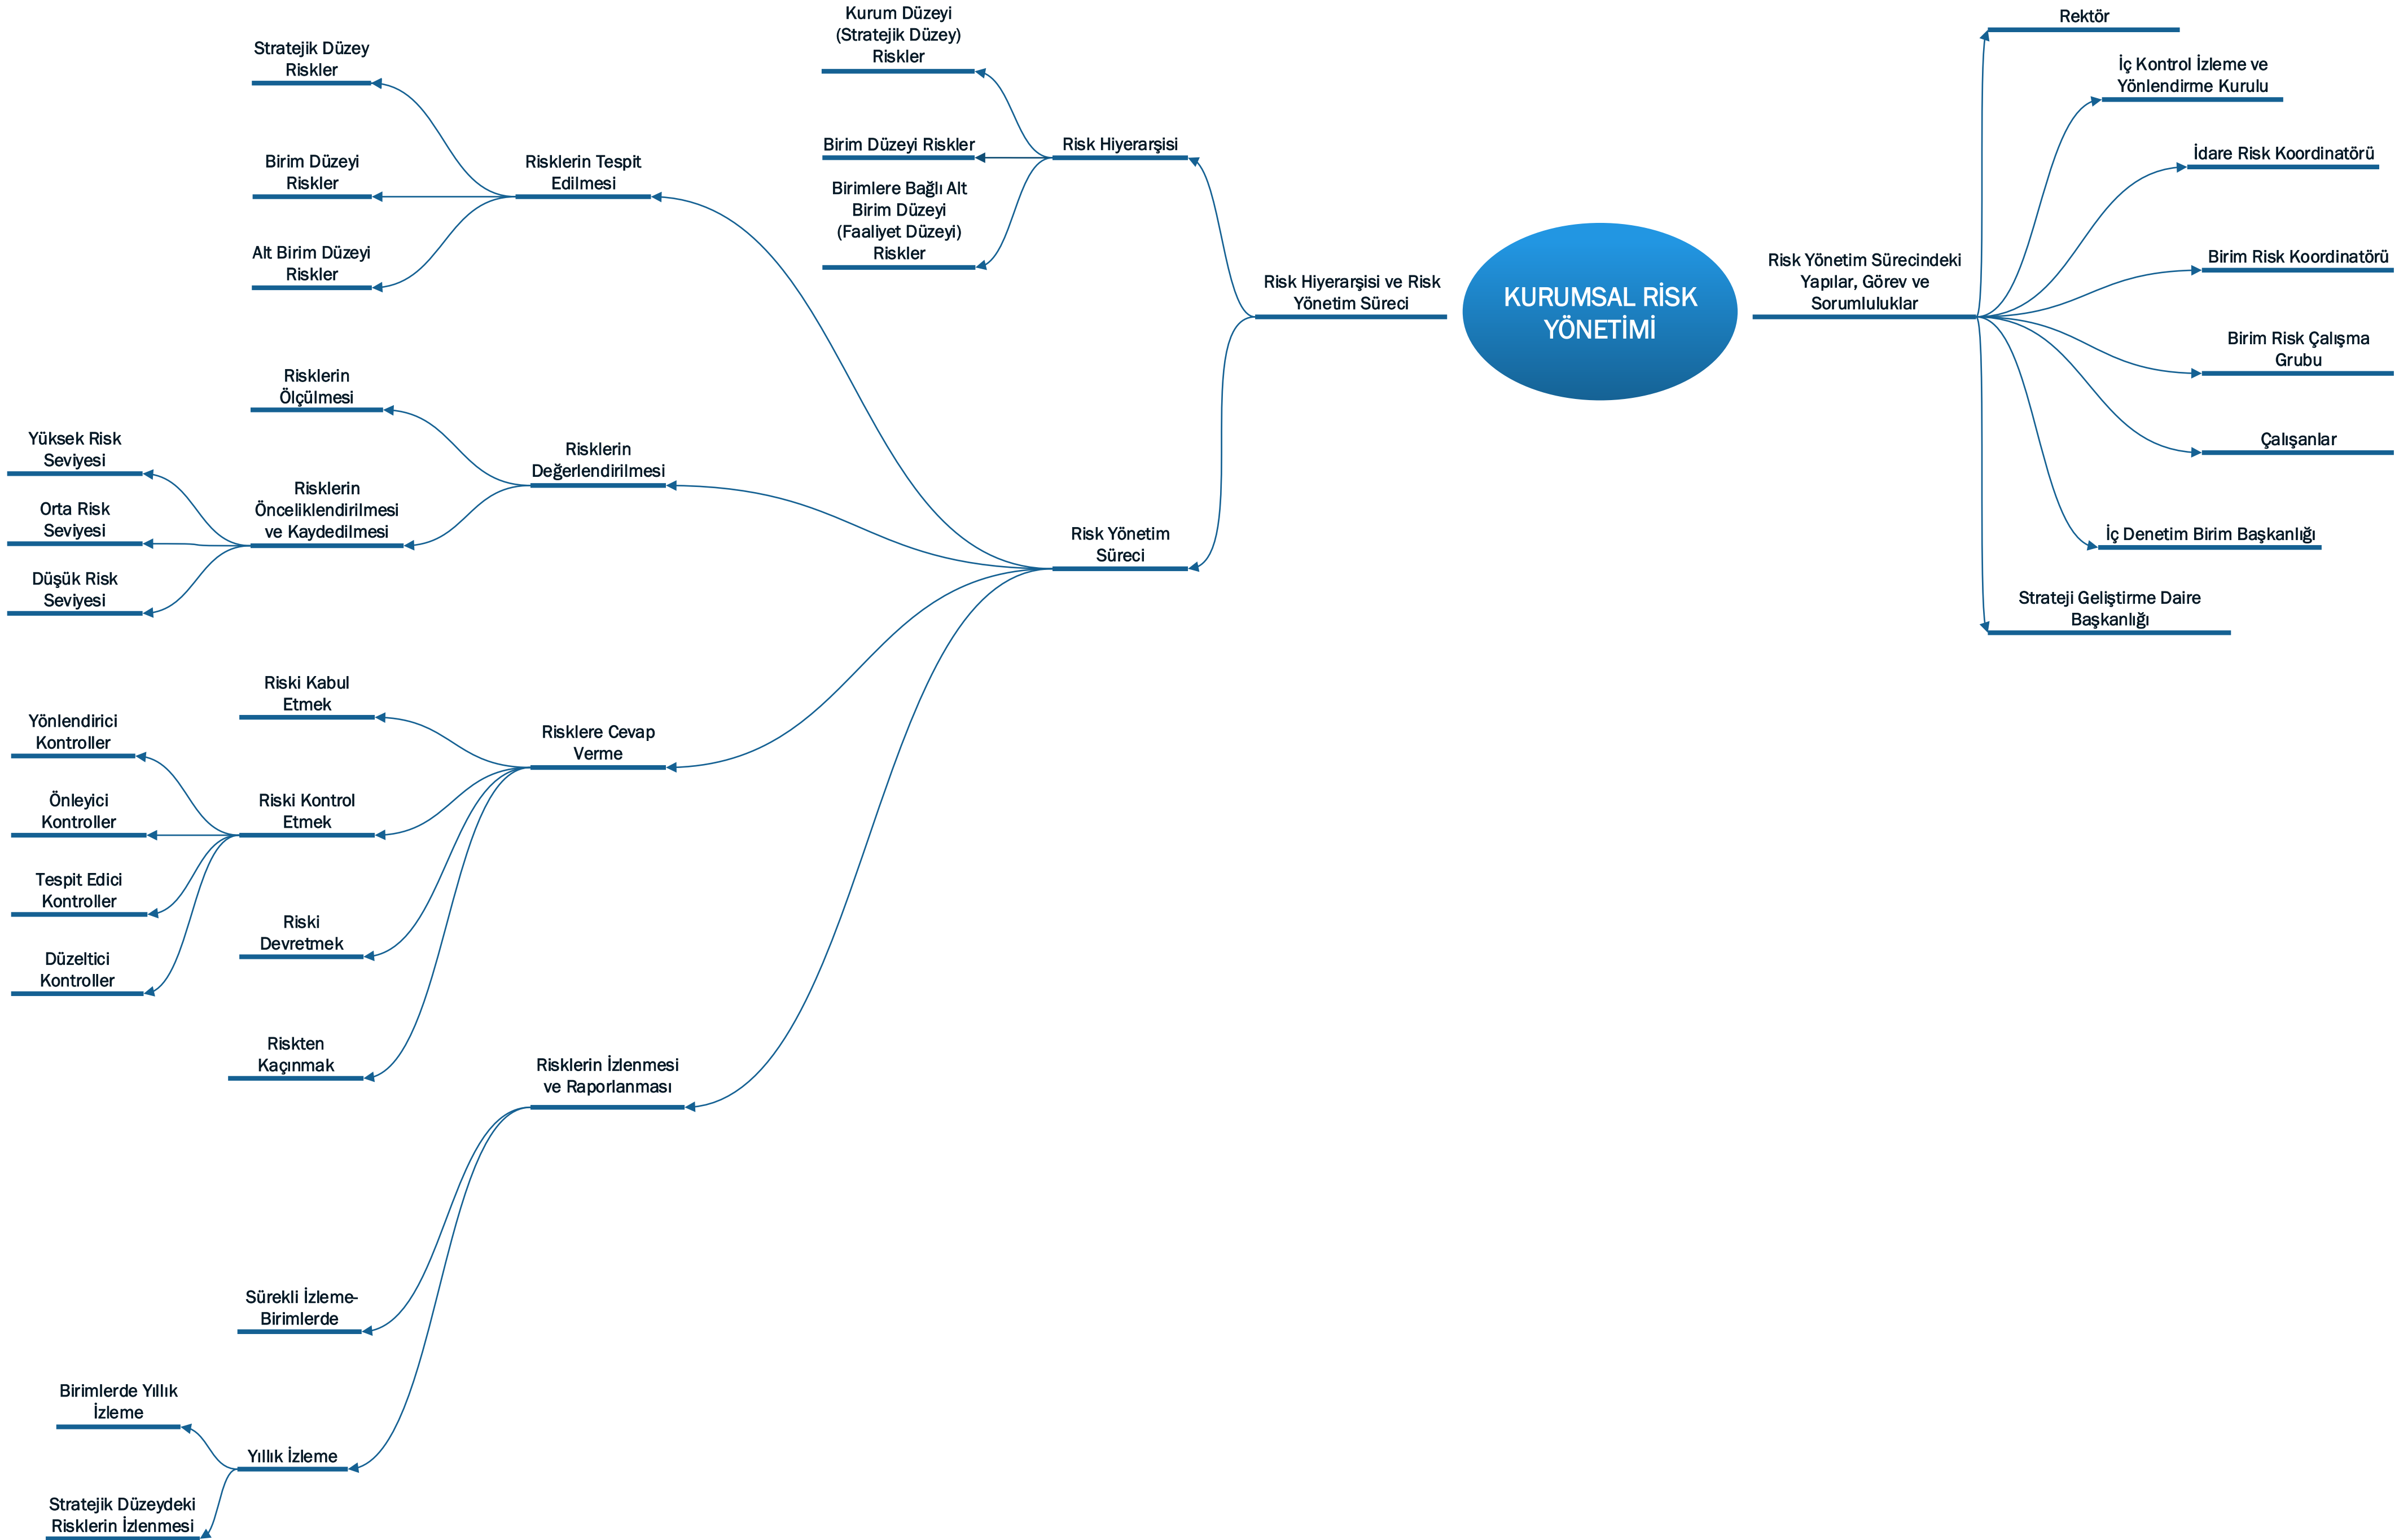 KURUMSAL RİSK
YÖNETİMİ
Risk Yönetim Sürecindeki
Yapılar, Görev ve
Sorumluluklar
Rektör
İç Kontrol İzleme ve
Yönlendirme Kurulu
İdare Risk Koordinatörü
Birim Risk Koordinatörü
Birim Risk Çalışma
Grubu
Çalışanlar
İç Denetim Birim Başkanlığı
Strateji Geliştirme Daire
Başkanlığı
Risk Hiyerarşisi ve Risk
Yönetim Süreci
Risk Hiyerarşisi
Kurum Düzeyi
(Stratejik Düzey)
Riskler
Birim Düzeyi Riskler
Birimlere Bağlı Alt
Birim Düzeyi
(Faaliyet Düzeyi)
Riskler
Risk Yönetim
Süreci
Risklerin Tespit
Edilmesi
Stratejik Düzey
Riskler
Birim Düzeyi
Riskler
Alt Birim Düzeyi
Riskler
Risklerin
Değerlendirilmesi
Risklerin
Ölçülmesi
Risklerin
Önceliklendirilmesi
ve Kaydedilmesi
Yüksek Risk
Seviyesi
Orta Risk
Seviyesi
Düşük Risk
Seviyesi
Risklere Cevap
Verme
Riski Kabul
Etmek
Riski Kontrol
Etmek
Yönlendirici
Kontroller
Önleyici
Kontroller
Tespit Edici
Kontroller
Düzeltici
Kontroller
Riski
Devretmek
Riskten
Kaçınmak
Risklerin İzlenmesi
ve Raporlanması
Sürekli İzleme-
Birimlerde
Yıllık İzleme
Birimlerde Yıllık
İzleme
Stratejik Düzeydeki
Risklerin İzlenmesi